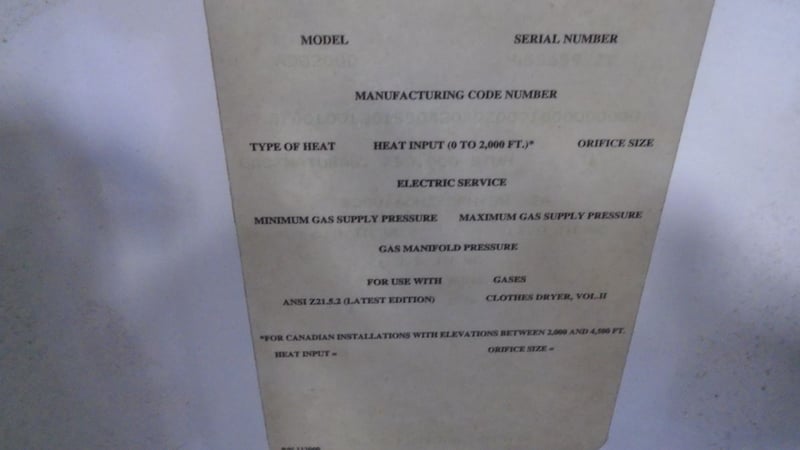 MODEL SERIAL NUMBER
MANUFACTURING CODE NUMBER
TYPE OF HEAT HEAT INPUT (0 TO 2,000 FT.)* ORIFICE SIZE
ELECTRIC SERVICE
MINIMUM GAS SUPPLY PRESSURE MAXIMUM GAS SUPPLY PRESSURE
GAS MANIFOLD PRESSURE
FOR USE WITH GASES
ANSI Z21.5.2 (LATEST EDITION) CLOTHES DRYER, VOL.II
*FOR CANADIAN INSTALLATIONS WITH ELEVATIONS BETWEEN 2,000 AND 4,500 FT.
HEAT INPUT = ORIFICE SIZE =